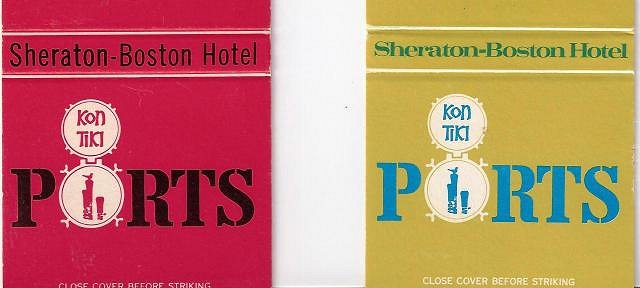 Sheraton-Boston Hotel
KON
TIKI
PORTS
CLOSE COVER BEFORE STRIKING
Sheraton-Boston Hotel
KON
TIKI
PORTS
CLOSE COVER BEFORE STRIKING